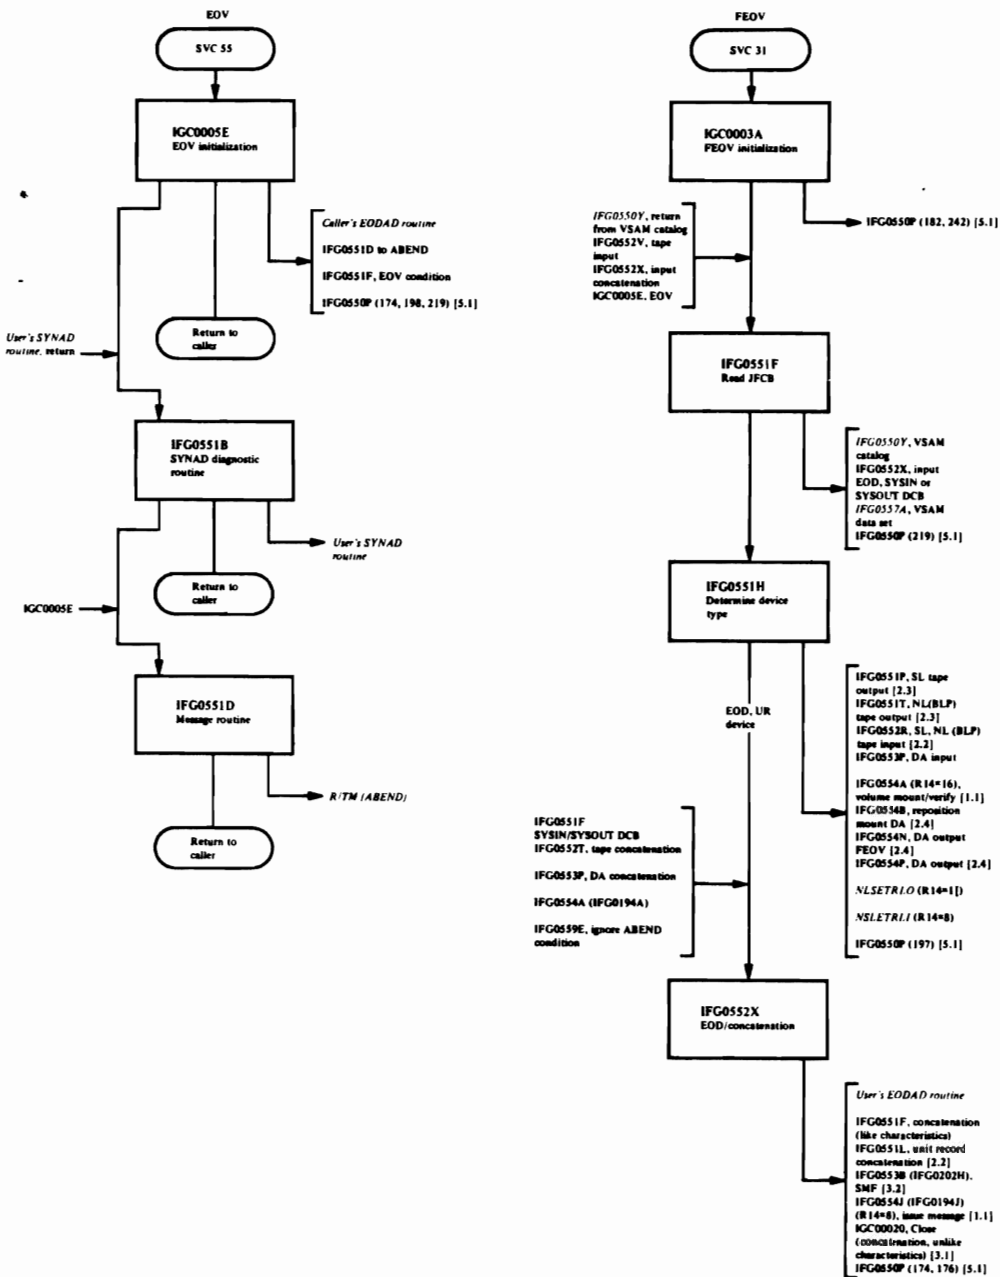 EOV
SVC 55
IGC0005E
EOV initialization
Caller's EODAD routine
IFG0551D to ABEND
IFG0551F, EOV condition
IFG0550P (174, 198, 219) [5.1]
Return to
caller
User's SYNAD
routine, return
IFG0551B
SYNAD diagnostic
routine
User's SYNAD
routine
Return to
caller
IGC0005E
IFG0551D
Message routine
R/TM (ABEND)
Return to
caller
FEOV
SVC 31
IGC0003A
FEOV initialization
IFG0550P (182, 242) [5.1]
IFG0550Y, return
from VSAM catalog
IFG0552V, tape
input
IFG0552X, input
concatenation
IGC0005E, EOV
IFG0551F
Read JFCB
IFG0550Y, VSAM
catalog
IFG0552X, input
EOD, SYSIN or
SYSOUT DCB
IFG0557A, VSAM
data set
IFG0550P (219) [5.1]
IFG0551H
Determine device
type
EOD, UR
device
IFG0551P, SL tape
output [2.3]
IFG0551T, NL(BLP)
tape output [2.3]
IFG0552R, SL, NL (BLP)
tape input [2.2]
IFG0553P, DA input
IFG0554A (R14=16),
volume mount/verify [1.1]
IFG0554B, reposition
mount DA [2.4]
IFG0554N, DA output
FEOV [2.4]
IFG0554P, DA output [2.4]
NLSETRLO
NSLETRLI (R14=8)
IFG0550P (197) [5.1]
IFG0551F
SYSIN/SYSOUT DCB
IFG0552T, tape concatenation
IFG0553P, DA concatenation
IFG0554A (IFG0194A)
IFG0559E, ignore ABEND
condition
IFG0552X
EOD/concatenation
User's EODAD routine
IFG0551F, concatenation
(like characteristics)
IFG0551L, unit record
concatenation [2.2]
IFG0553B (IFG0202H),
SMF [3.2]
IFG0554J (IFG0194J)
(R14=8), issue message [1.1]
IGC00020, Close
(concatenation, unlike
characteristics) [3.1]
IFG0550P (174, 176) [5.1]